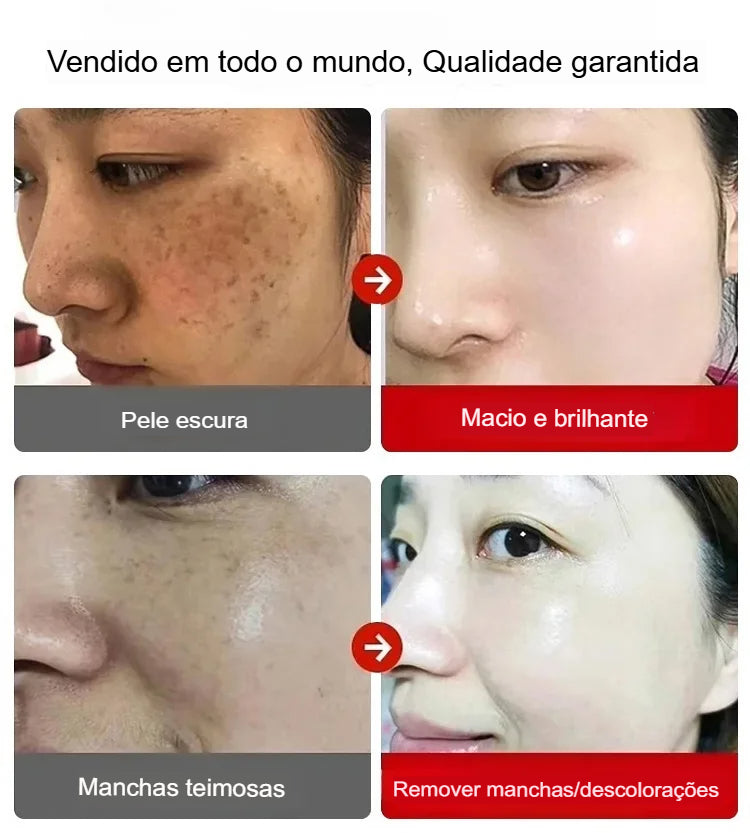 Vendido em todo o mundo, Qualidade garantida
Pele escura
Macio e brilhante
Manchas teimosas
Remover manchas/descolorações